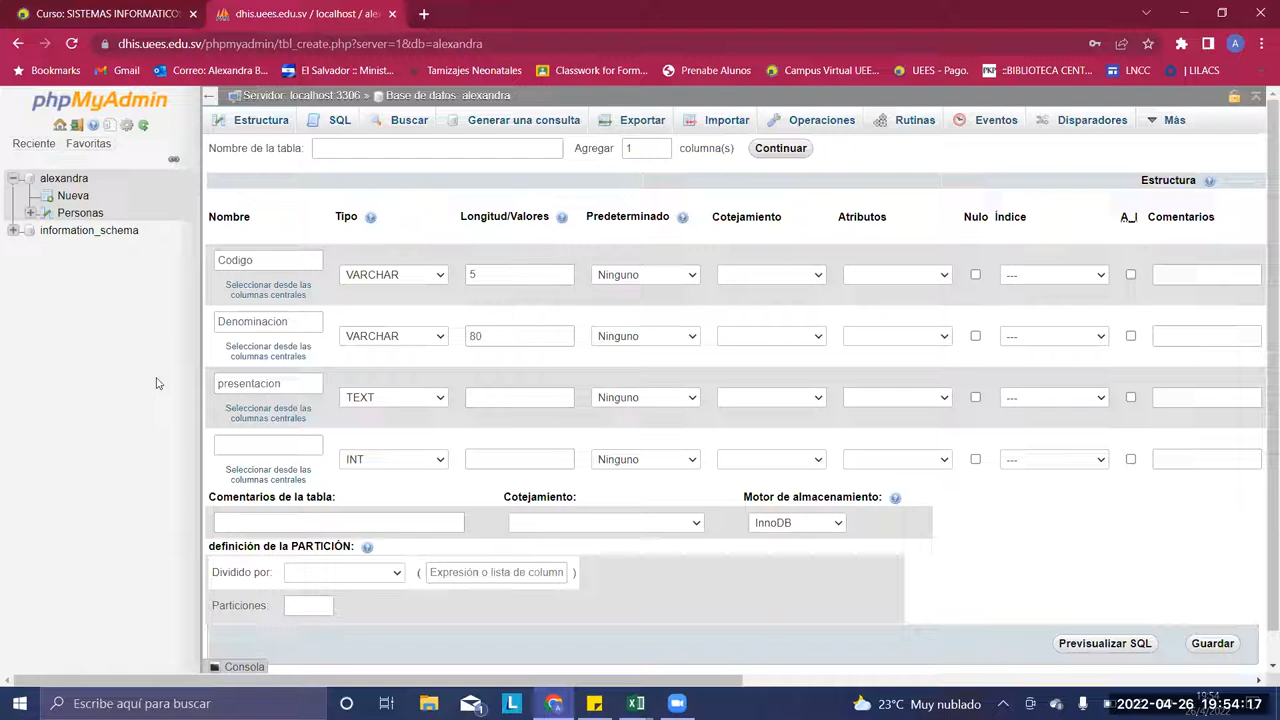 Curso: SISTEMAS INFORMATICO
dhis.uees.edu.sv / localhost / ale
dhis.uees.edu.sv/phpmyadmin/tbl_create.php?server=1&db=alexandra
A
Bookmarks
Gmail
Correo: Alexandra B...
El Salvador :: Minist...
Tamizajes Neonatales
Classwork for Form...
Prenabe Alunos
Campus Virtual UEE...
UEES - Pago.
::BIBLIOTECA CENT...
LNCC
LILACS
phpMyAdmin
Reciente Favoritas
alexandra
Nueva
Personas
information_schema
Servidor: localhost:3306 » Base de datos: alexandra
Estructura SQL Buscar Generar una consulta Exportar Importar Operaciones Rutinas Eventos Disparadores Más
Nombre de la tabla: Agregar 1 columna(s) Continuar
Estructura
Nombre Tipo Longitud/Valores Predeterminado Cotejamiento Atributos Nulo Índice A_I Comentarios
Codigo VARCHAR 5 Ninguno ---
Seleccionar desde las
columnas centrales
Denominacion VARCHAR 80 Ninguno ---
Seleccionar desde las
columnas centrales
presentacion TEXT Ninguno ---
Seleccionar desde las
columnas centrales
INT Ninguno ---
Seleccionar desde las
columnas centrales
Comentarios de la tabla: Cotejamiento: Motor de almacenamiento:
InnoDB
definición de la PARTICIÓN:
Dividido por: ( Expresión o lista de column )
Particiones:
Previsualizar SQL Guardar
Consola
Escribe aquí para buscar
23°C Muy nublado
19:54
2022-04-26 19:54:17
26/4/2022